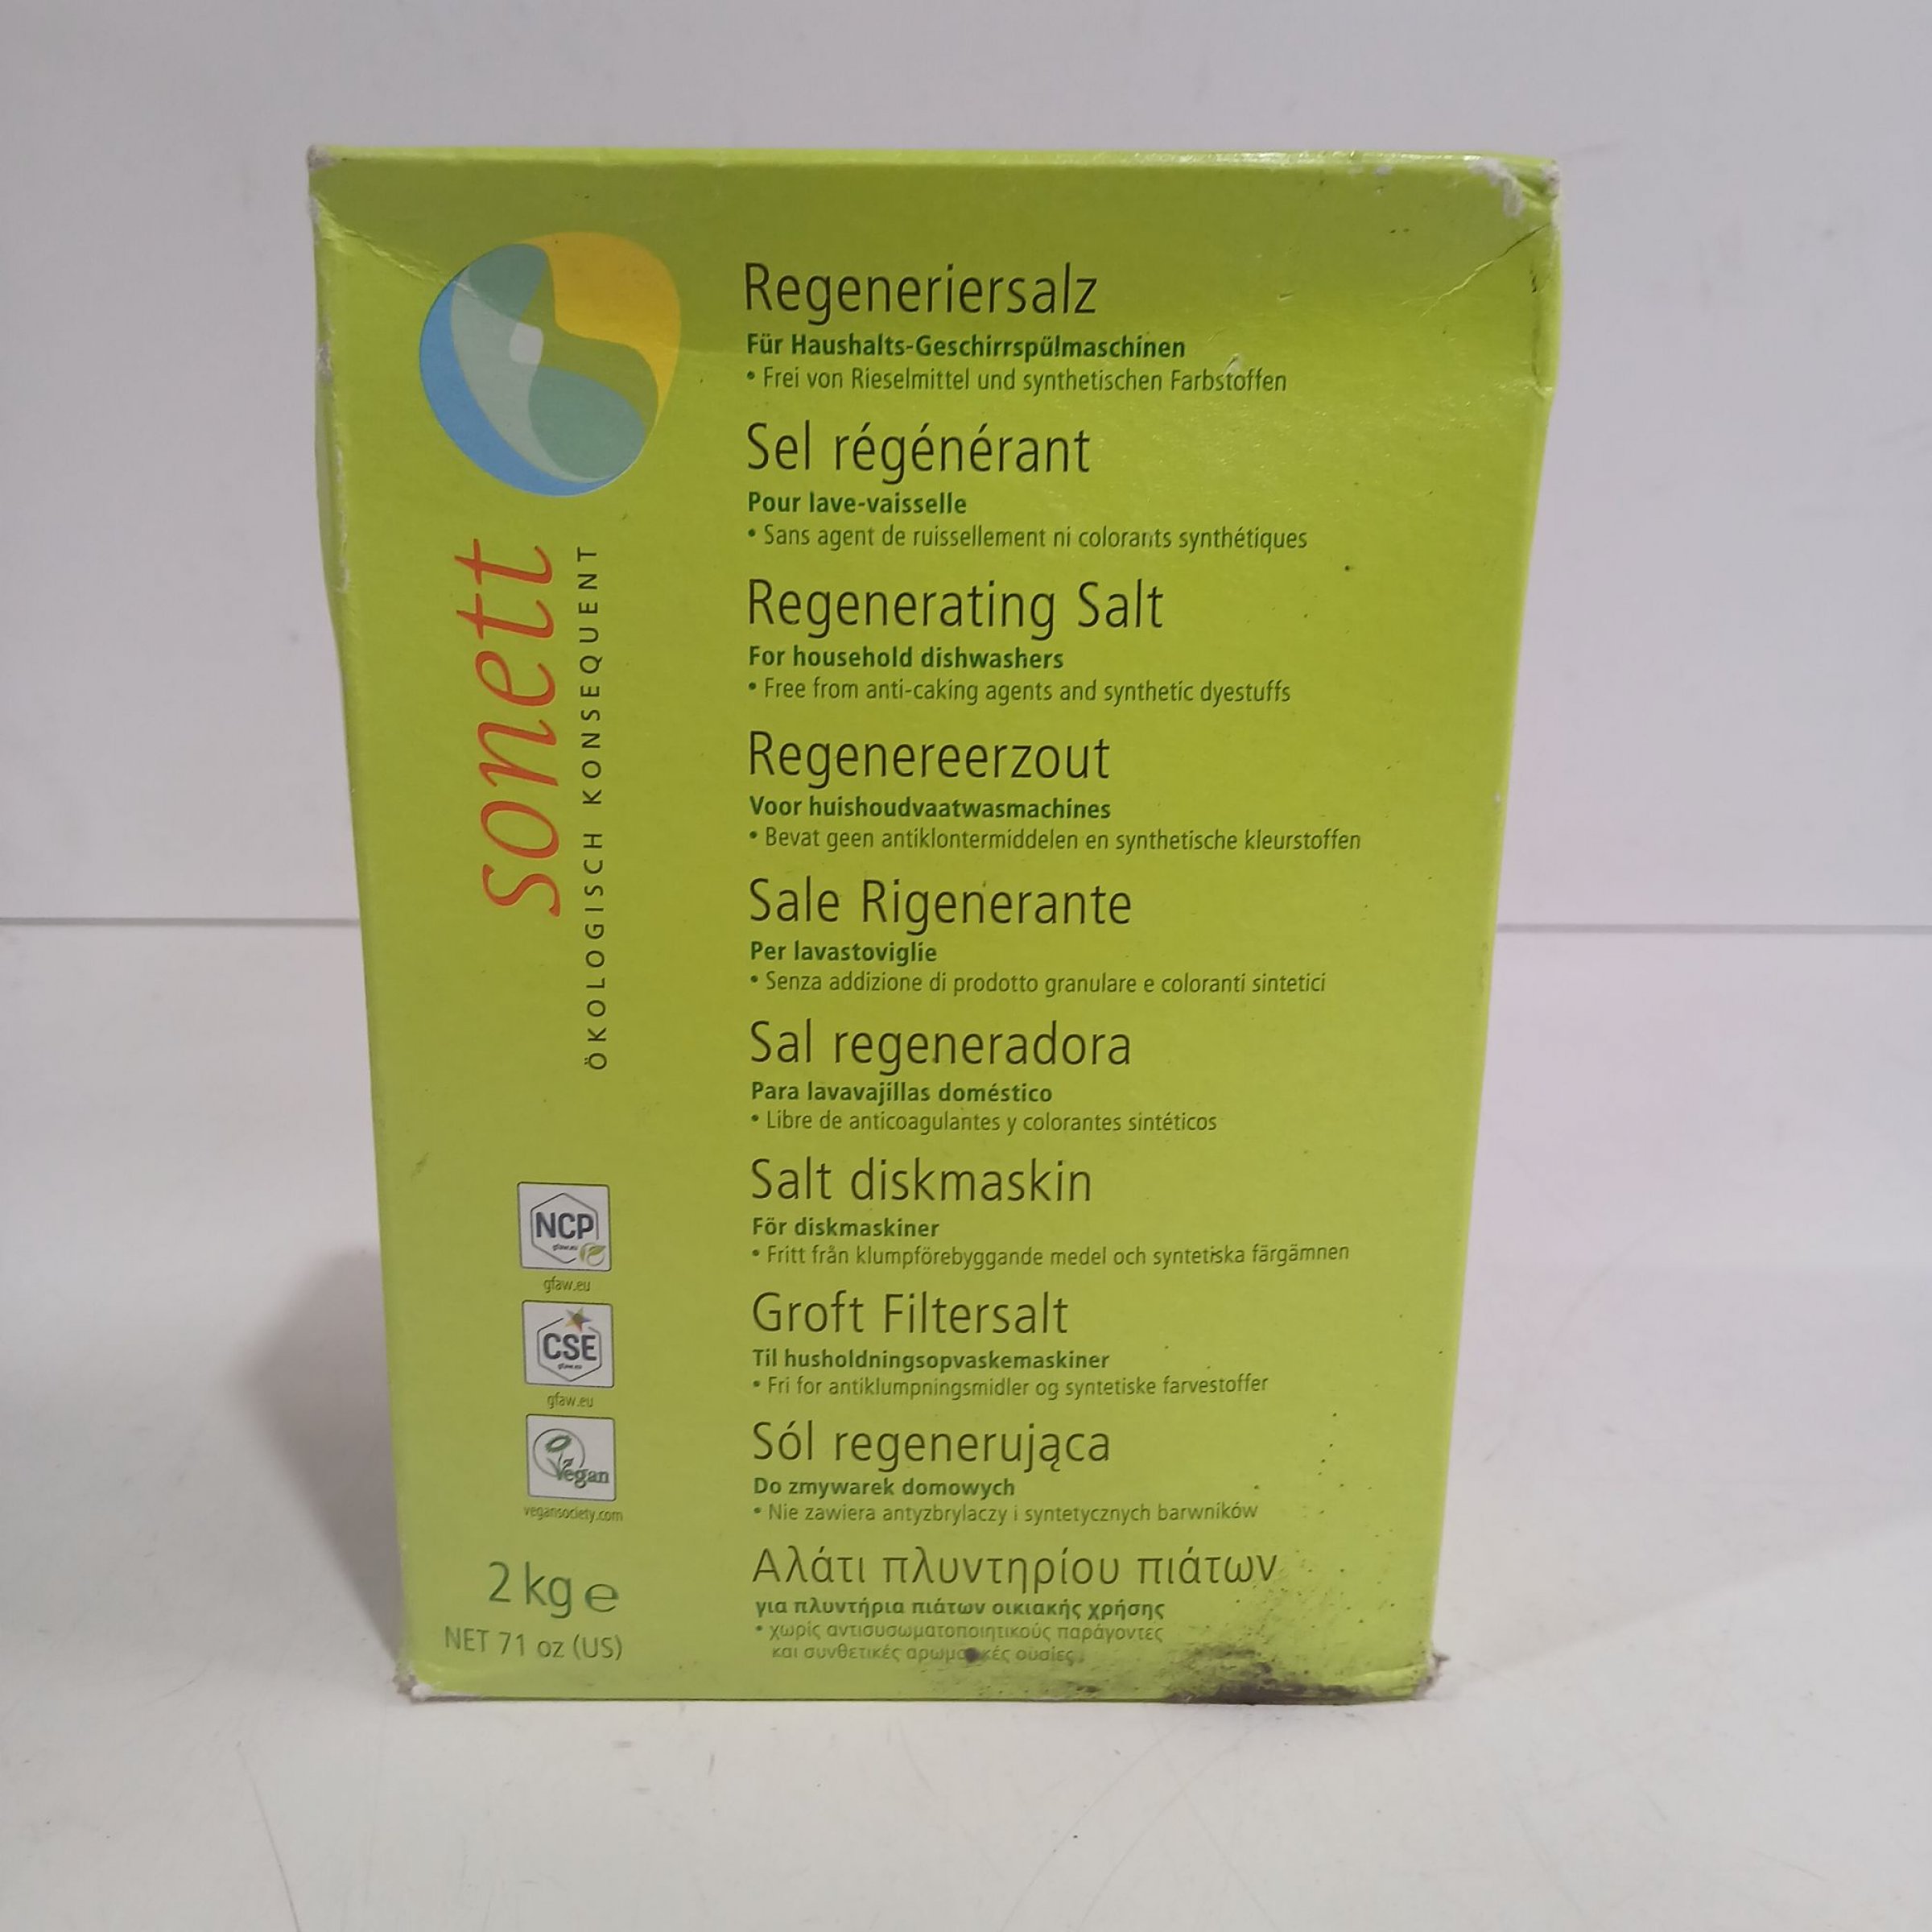 sonett
ÖKOLOGISCH KONSEQUENT
Regeneriersalz
Für Haushalts-Geschirrspülmaschinen
• Frei von Rieselmittel und synthetischen Farbstoffen
Sel régénérant
Pour lave-vaisselle
• Sans agent de ruissellement ni colorants synthétiques
Regenerating Salt
For household dishwashers
• Free from anti-caking agents and synthetic dyestuffs
Regenereerzout
Voor huishoudvaatwasmachines
• Bevat geen antiklontermiddelen en synthetische kleurstoffen
Sale Rigenerante
Per lavastoviglie
• Senza addizione di prodotto granulare e coloranti sintetici
Sal regeneradora
Para lavavajillas doméstico
• Libre de anticoagulantes y colorantes sintéticos
Salt diskmaskin
För diskmaskiner
• Fritt från klumpförebyggande medel och syntetiska färgämnen
Groft Filtersalt
Til husholdningsopvaskemaskiner
• Fri for antiklumpningsmidler og syntetiske farvestoffer
Sól regenerująca
Do zmywarek domowych
• Nie zawiera antyzbrylaczy i syntetycznych barwników
Αλάτι πλυντηρίου πιάτων
για πλυντήρια πιάτων οικιακής χρήσης
• χωρίς αντισυσωματοποιητικούς παράγοντες
και συνθετικές ουσίες
NCP
gfaw.eu
CSE
gfaw.eu
Vegan
vegansociety.com
2 kg e
NET 71 oz (US)